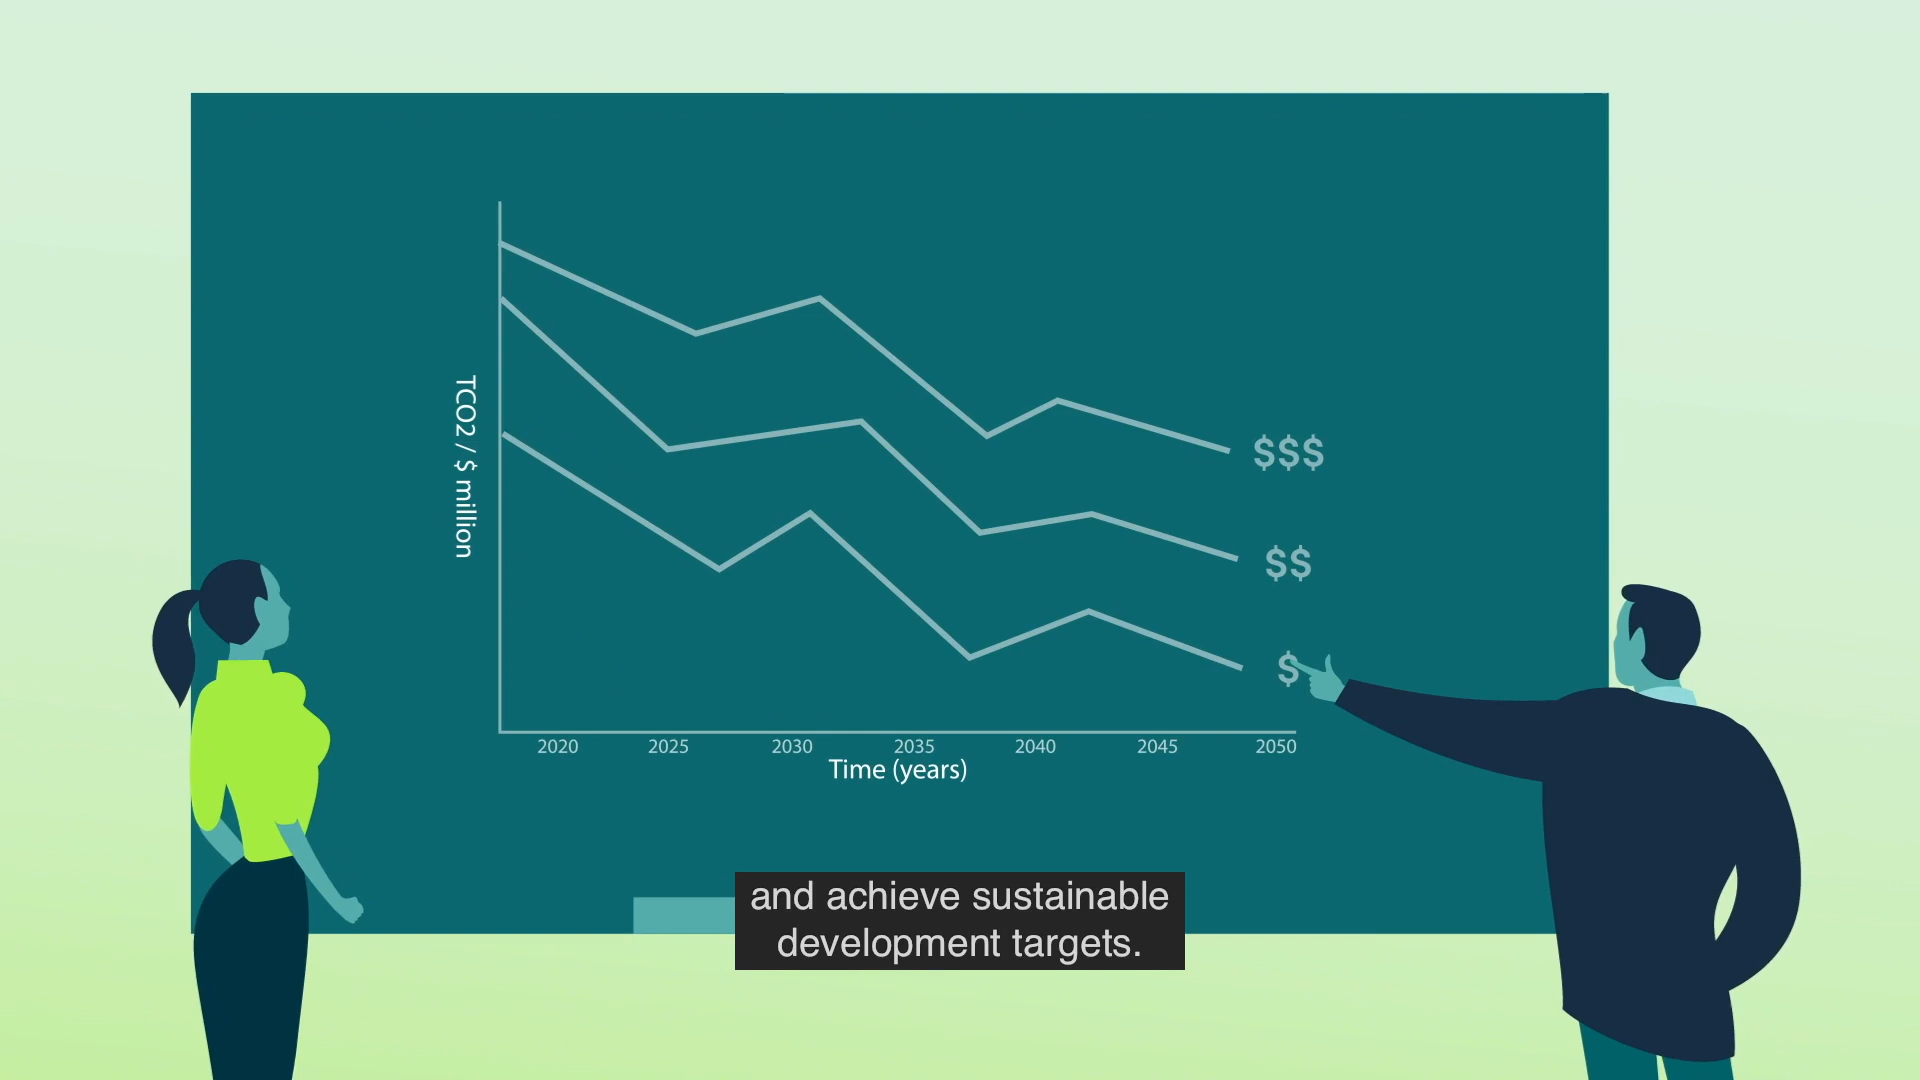 TCO2 / $ million
$$$
$$
$
2020 2025 2030 2035 2040 2045 2050
Time (years)
and achieve sustainable
development targets.